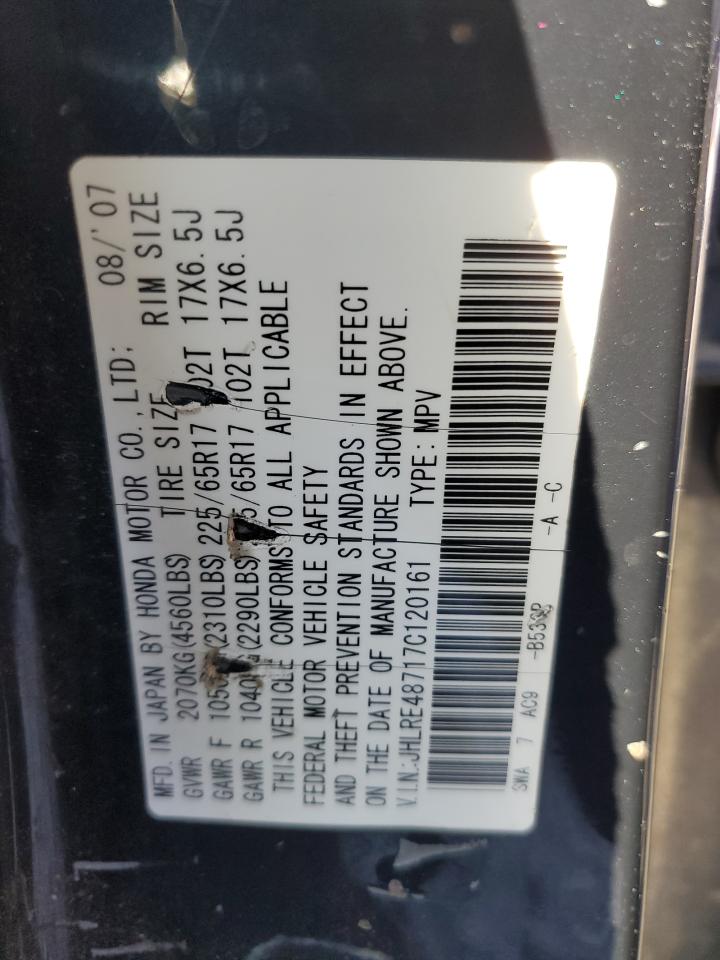 MFD. IN JAPAN BY HONDA MOTOR CO., LTD; 08/'07
GVWR 2070KG(4560LBS) TIRE SIZE RIM SIZE
GAWR F (2310LBS) 225/65R17 102T 17X6.5J
GAWR R (2290LBS) 17X6.5J /65R17 102T
THIS VEHICLE CONFORMS TO ALL APPLICABLE
FEDERAL MOTOR VEHICLE SAFETY
AND THEFT PREVENTION STANDARDS IN EFFECT
ON THE DATE OF MANUFACTURE SHOWN ABOVE.
V.I.N.:JHLRE48717C120161 TYPE: MPV
SWA 7 AC9 -A -C